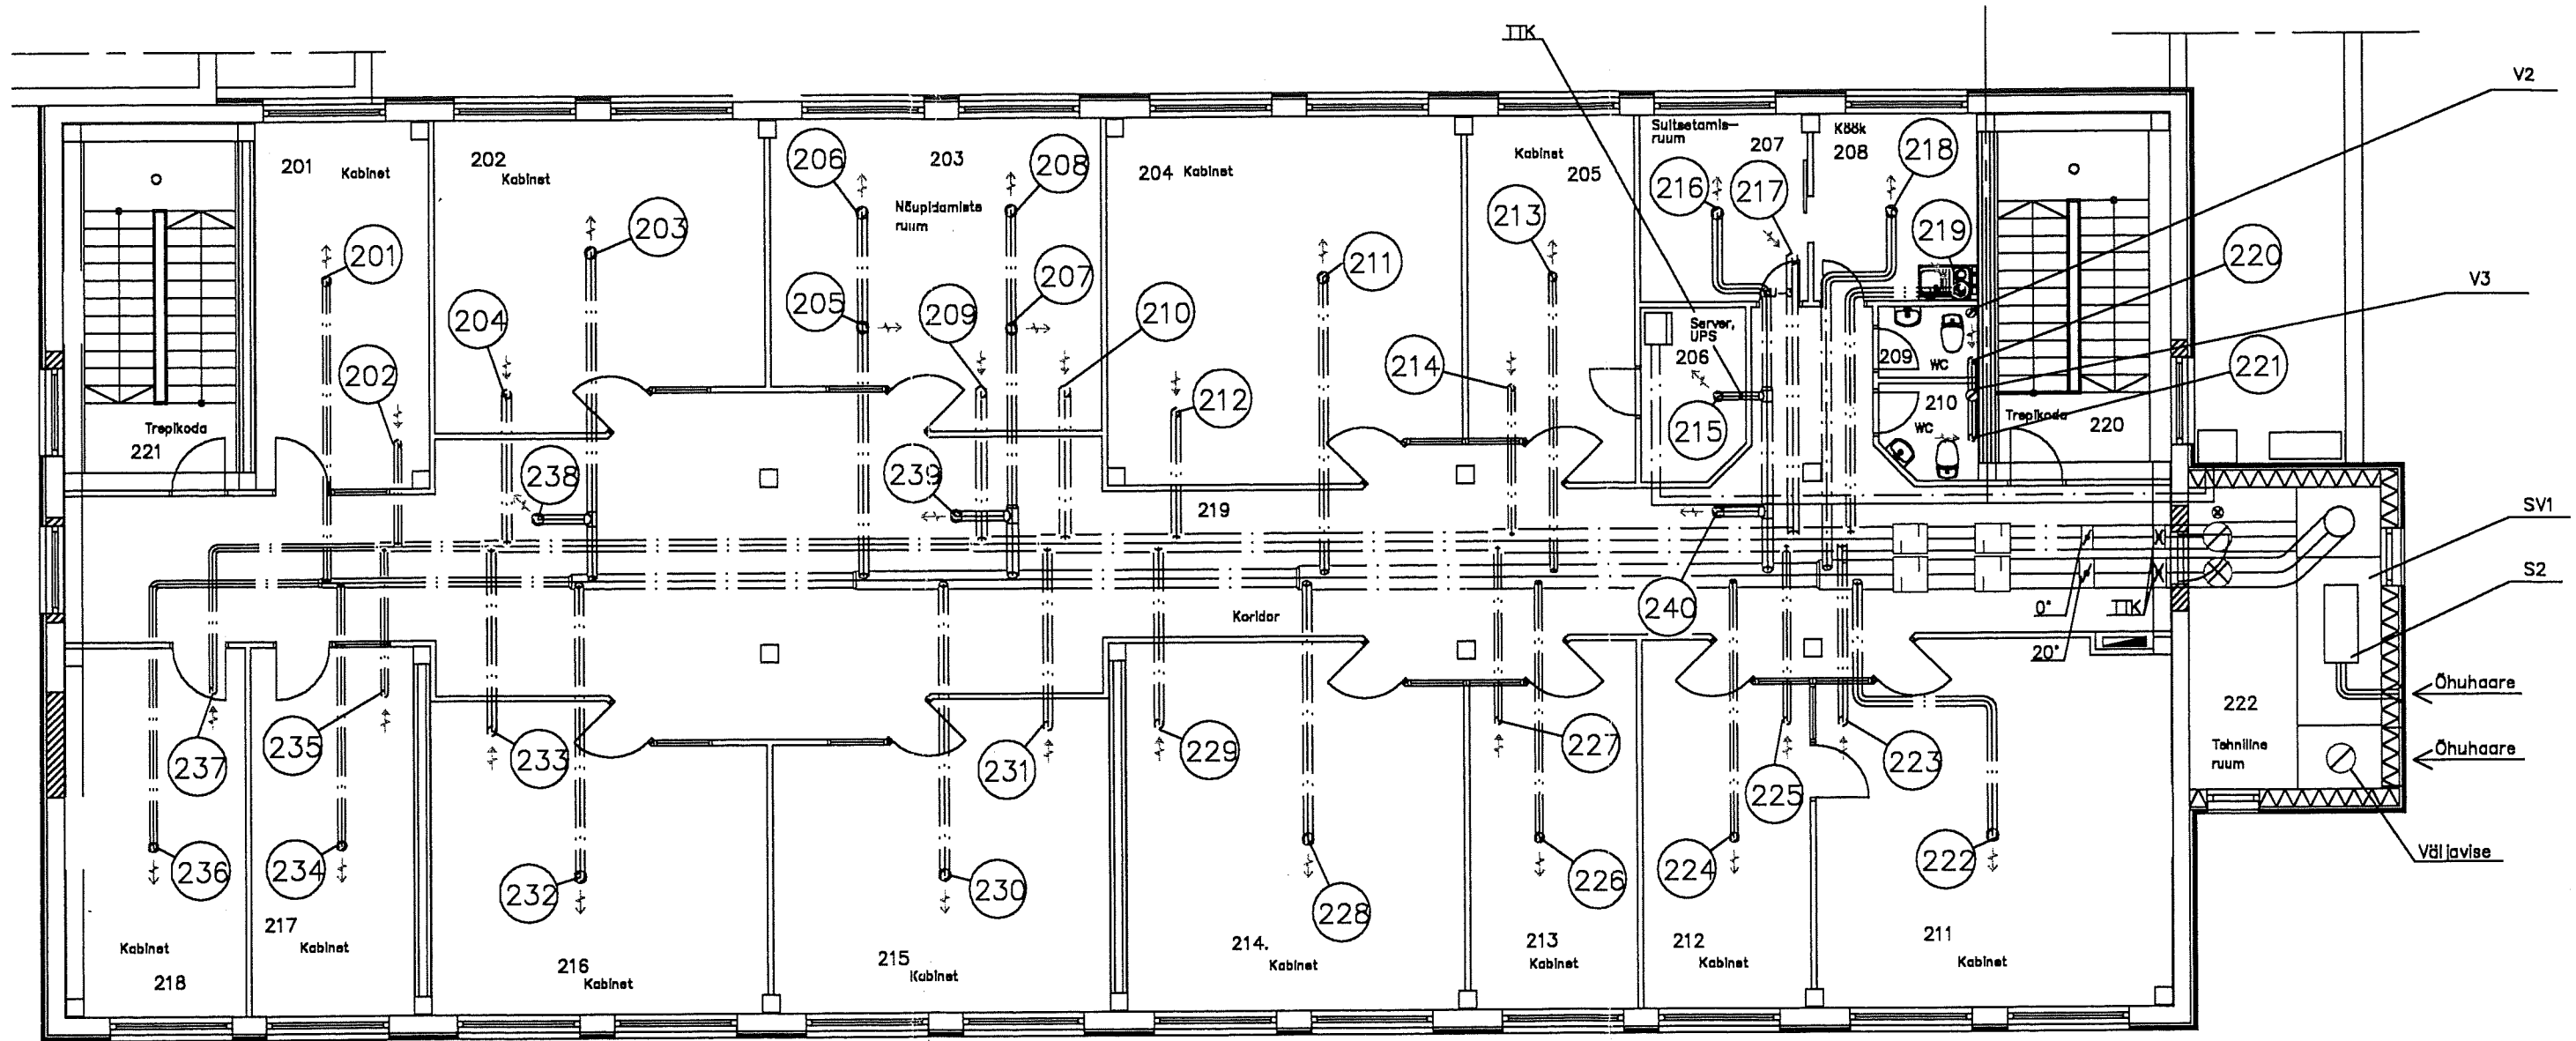 TTK
V2
Suitsetamis-
ruum
207
Köök
208
206
203
208
201
Kabinet
202
Kabinet
204 Kabinet
Kabinet
205
216
217
218
Nõupidamiste
ruum
203
213
219
201
211
220
V3
205
207
204
209
210
Server,
UPS
206
209
WC
202
214
221
212
215
210
WC
Trepikoda
221
Trepikoda
220
238
239
219
SV1
240
S2
0°
TTK
Koridor
20°
222
Õhuhaare
237
235
233
231
229
227
225
223
Tehniline
ruum
Õhuhaare
236
234
232
230
228
226
224
222
Väljavise
217
Kabinet
Kabinet
218
216
Kabinet
215
Kabinet
214.
Kabinet
213
Kabinet
212
Kabinet
211
Kabinet